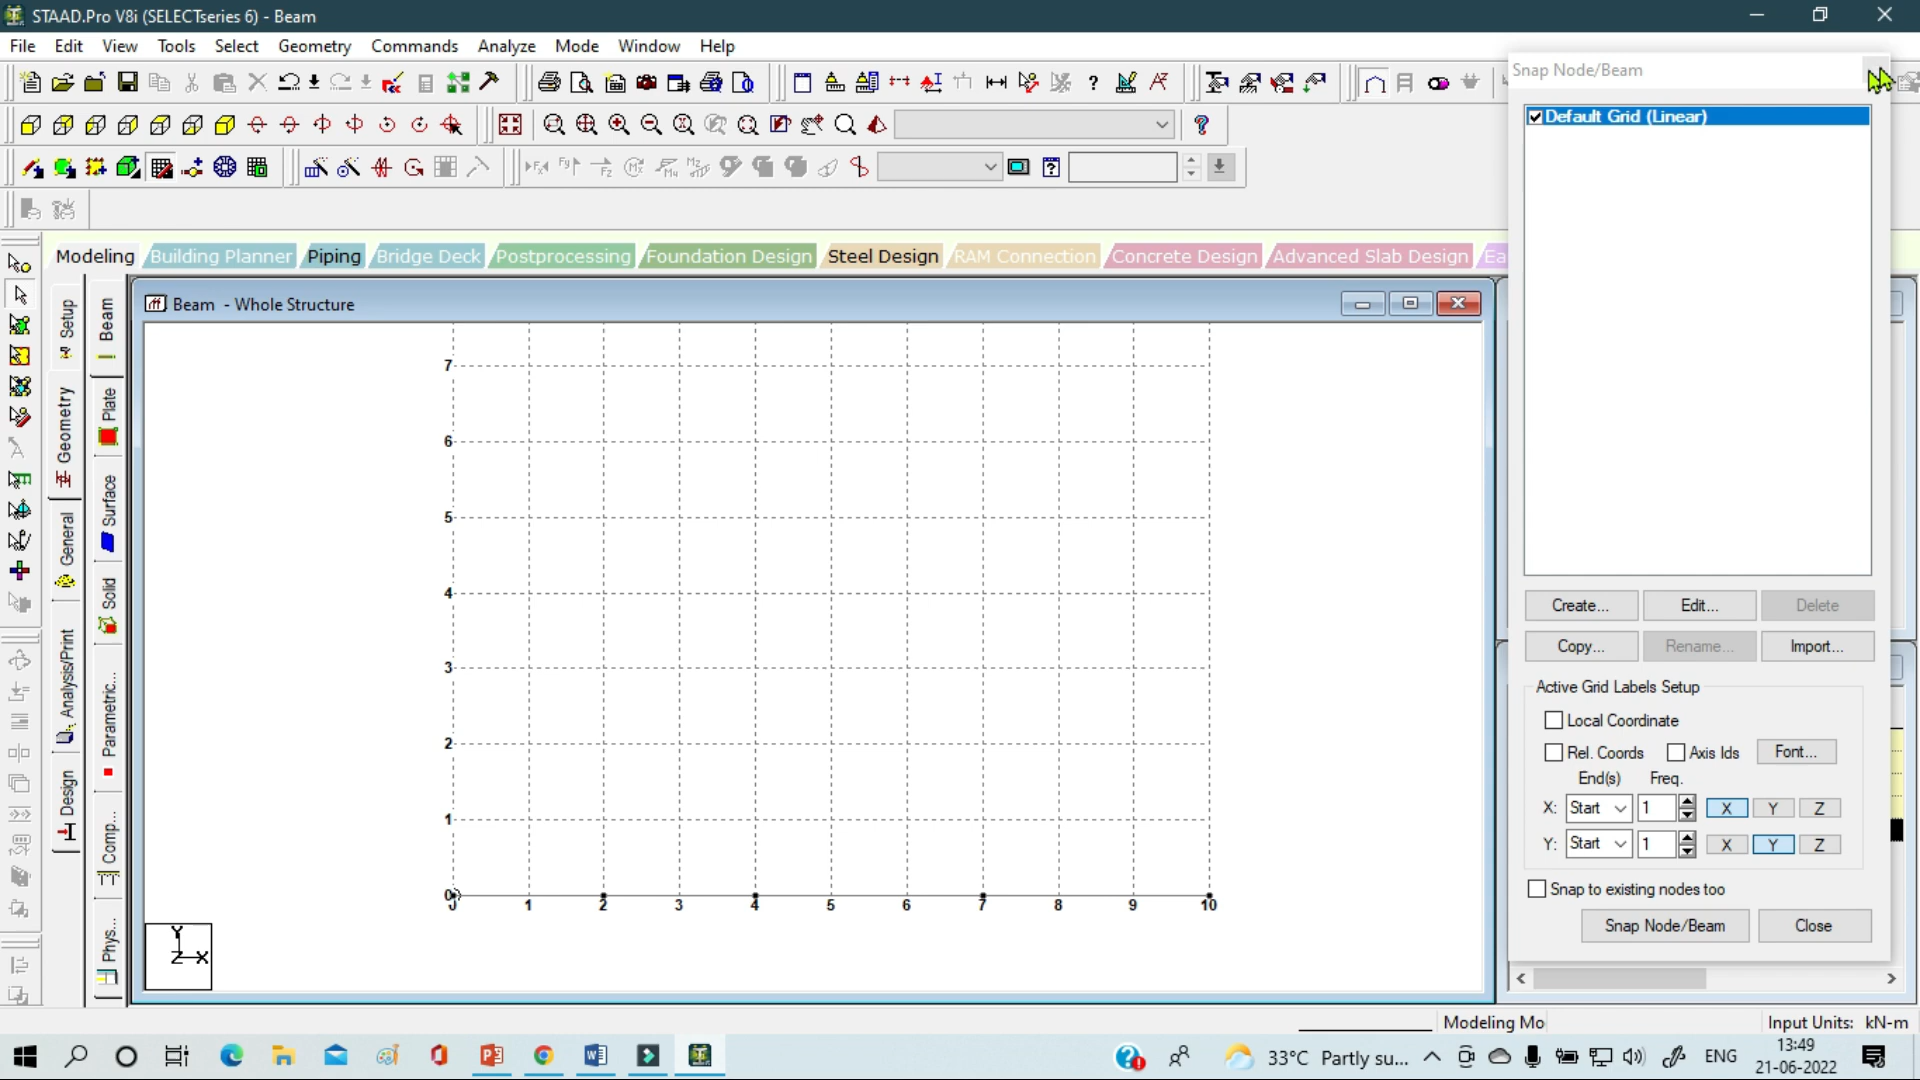 STAAD.Pro V8i (SELECTseries 6) - Beam
File Edit View Tools Select Geometry Commands Analyze Mode Window Help
Snap Node/Beam
Default Grid (Linear)
Modeling Building Planner Piping Bridge Deck Postprocessing Foundation Design Steel Design RAM Connection Concrete Design Advanced Slab Design Ea
Beam - Whole Structure
Setup
Geometry
General
Analysis/Print
Design
Beam
Plate
Surface
Solid
Parametric...
Comp...
Phys...
7
6
5
4
3
2
1
0
1 2 3 4 5 6 7 8 9 10
Y
Z X
Create... Edit... Delete
Copy... Rename... Import...
Active Grid Labels Setup
Local Coordinate
Rel. Coords Axis Ids Font...
End(s) Freq.
X: Start 1 X Y Z
Y: Start 1 X Y Z
Snap to existing nodes too
Snap Node/Beam Close
Modeling Mo Input Units: kN-m
33°C Partly su... ENG 13:49
21-06-2022